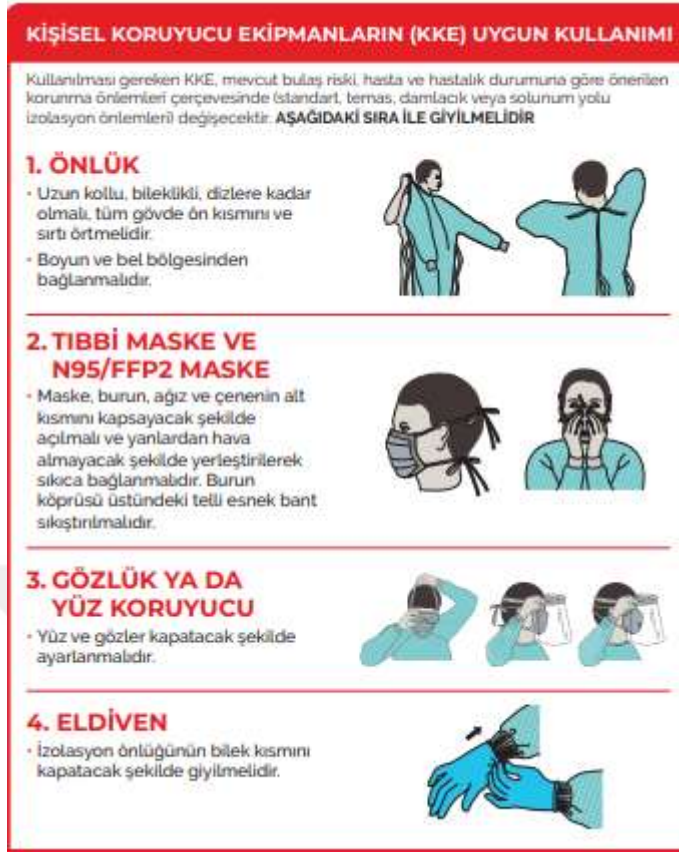 KİŞİSEL KORUYUCU EKİPMANLARIN (KKE) UYGUN KULLANIMI
Kullanılması gereken KKE, mevcut bulaş riski, hasta ve hastalık durumuna göre önerilen
korunma önlemleri çerçevesinde (standart, temas, damlacık veya solunum yolu
izolasyon önlemleri) değişecektir. AŞAĞIDAKİ SIRA İLE GİYİLMELİDİR
1. ÖNLÜK
• Uzun kollu, bileklikli, dizlere kadar
olmalı, tüm gövde ön kısmını ve
sırtı örtmelidir.
• Boyun ve bel bölgesinden
bağlanmalıdır.
2. TIBBİ MASKE VE
N95/FFP2 MASKE
• Maske, burun, ağız ve çenenin alt
kısmını kapsayacak şekilde
açılmalı ve yanlardan hava
almayacak şekilde yerleştirilerek
sıkıca bağlanmalıdır. Burun
köprüsü üstündeki telli esnek bant
sıkıştırılmalıdır.
3. GÖZLÜK YA DA
YÜZ KORUYUCU
• Yüz ve gözler kapatacak şekilde
ayarlanmalıdır.
4. ELDİVEN
• İzolasyon önlüğünün bilek kısmını
kapatacak şekilde giyilmelidir.